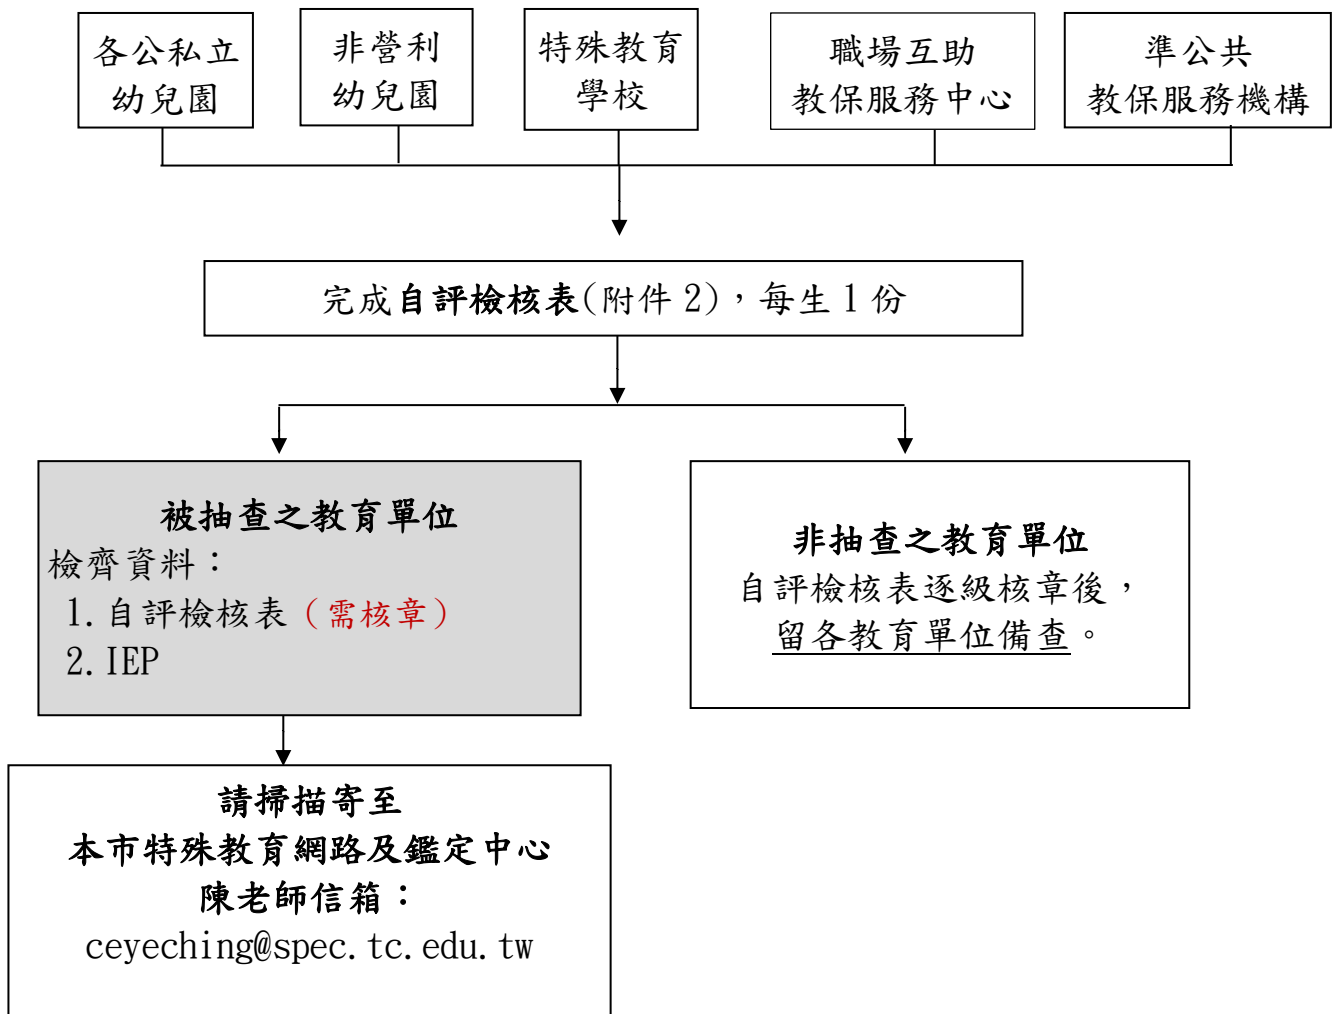 各公私立
幼兒園
非營利
幼兒園
特殊教育
學校
職場互助
教保服務中心
準公共
教保服務機構
完成自評檢核表(附件 2)，每生 1 份
被抽查之教育單位
檢齊資料：
1. 自評檢核表（需核章）
2. IEP
非抽查之教育單位
自評檢核表逐級核章後，
留各教育單位備查。
請掃描寄至
本市特殊教育網路及鑑定中心
陳老師信箱：
ceyeching@spec.tc.edu.tw